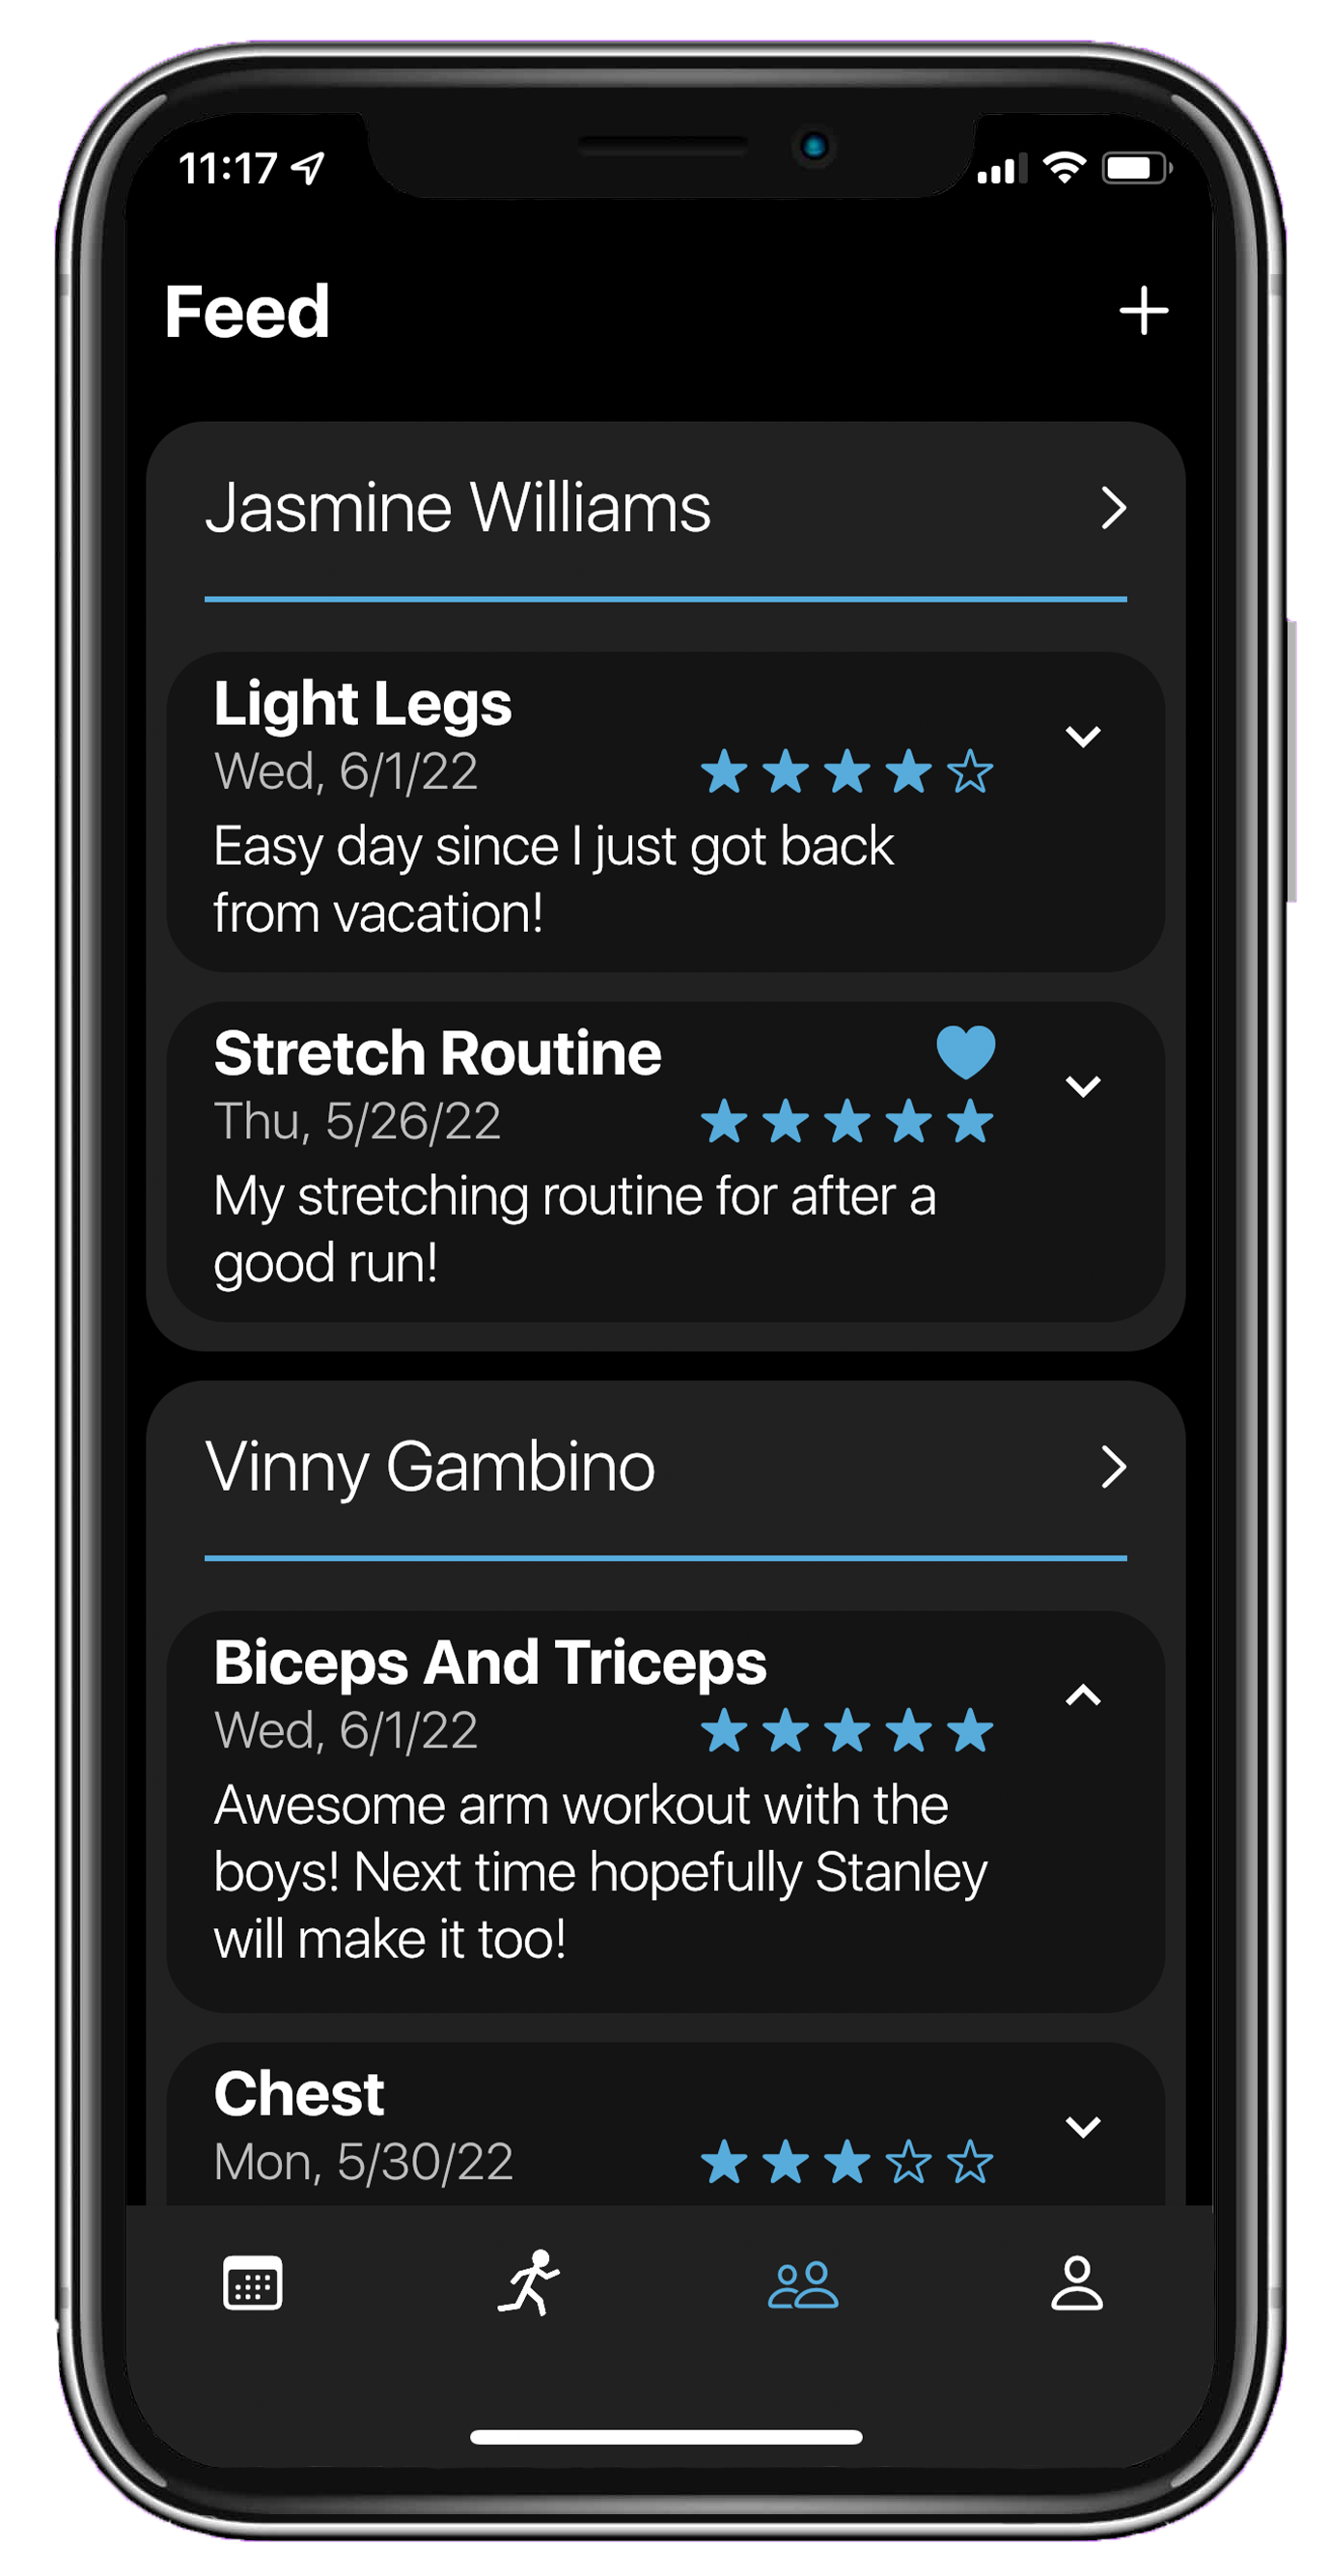 11:17
Feed
Jasmine Williams
Light Legs
Wed, 6/1/22
Easy day since I just got back
from vacation!
Stretch Routine
Thu, 5/26/22
My stretching routine for after a
good run!
Vinny Gambino
Biceps And Triceps
Wed, 6/1/22
Awesome arm workout with the
boys! Next time hopefully Stanley
will make it too!
Chest
Mon, 5/30/22